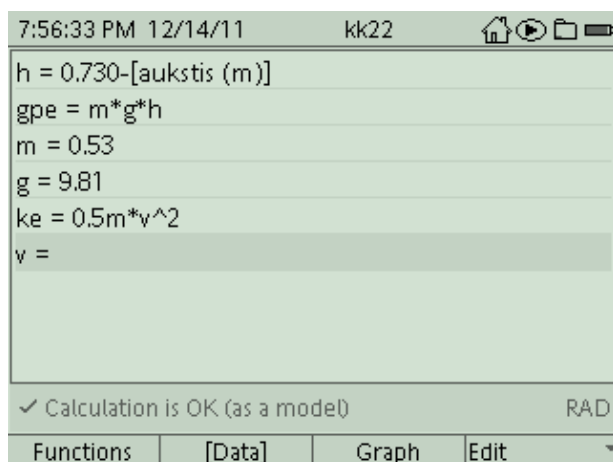 7:56:33 PM 12/14/11 kk22
h = 0.730-[aukstis (m)]
gpe = m*g*h
m = 0.53
g = 9.81
ke = 0.5m*v^2
v =
✓ Calculation is OK (as a model) RAD
Functions [Data] Graph Edit